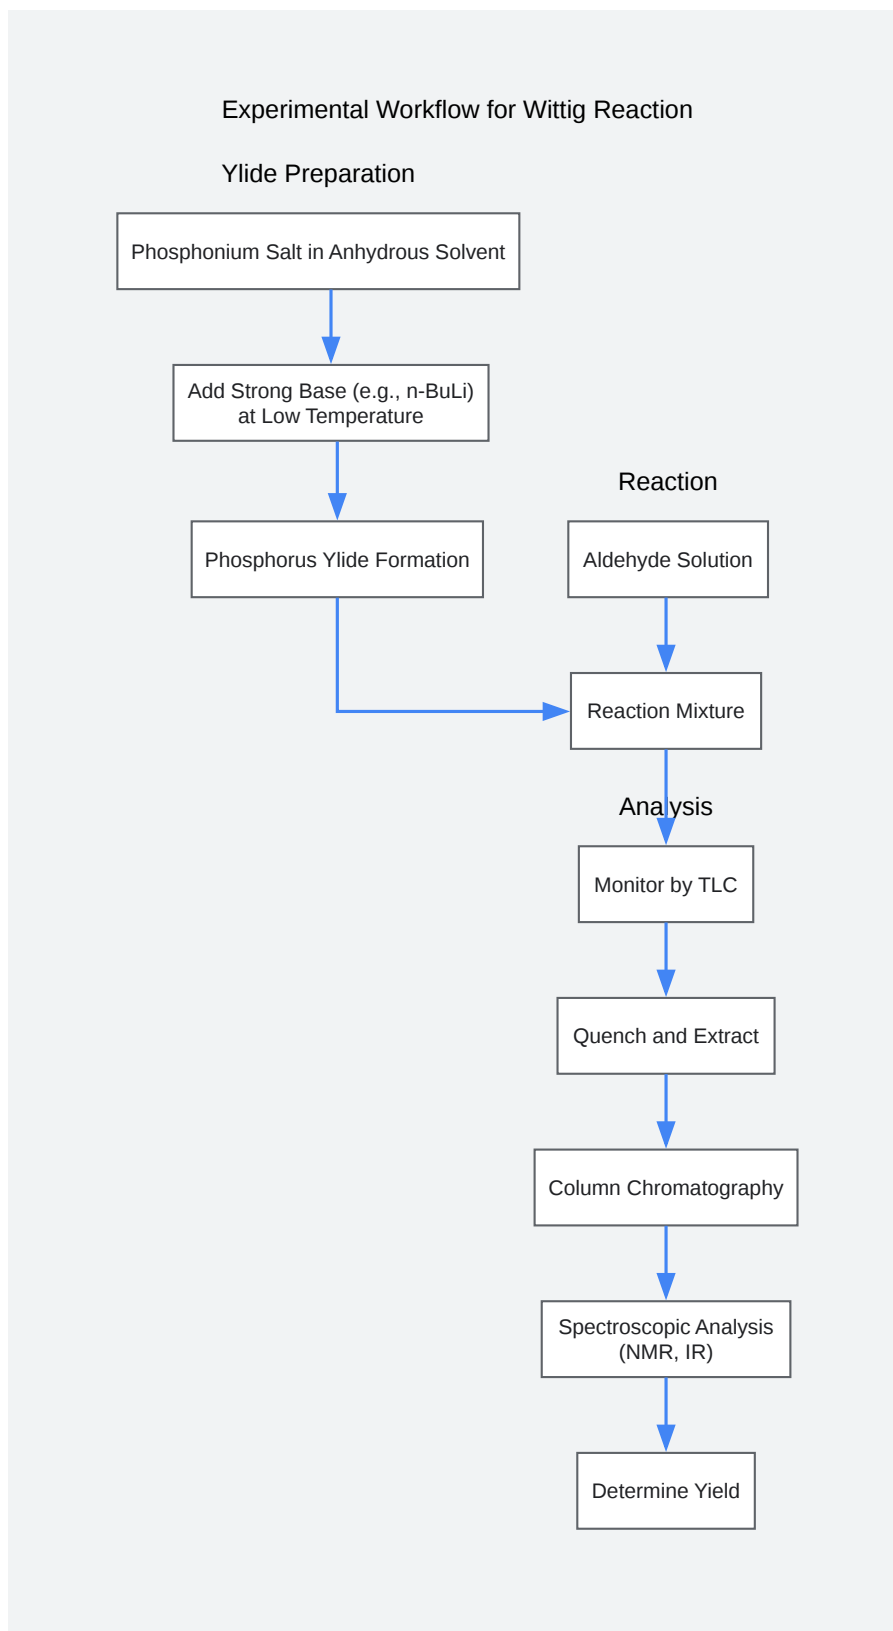 Experimental Workflow for Wittig Reaction
Ylide Preparation
Phosphonium Salt in Anhydrous Solvent
Add Strong Base (e.g., n-BuLi)
at Low Temperature
Phosphorus Ylide Formation
Reaction
Aldehyde Solution
Reaction Mixture
Analysis
Monitor by TLC
Quench and Extract
Column Chromatography
Spectroscopic Analysis
(NMR, IR)
Determine Yield